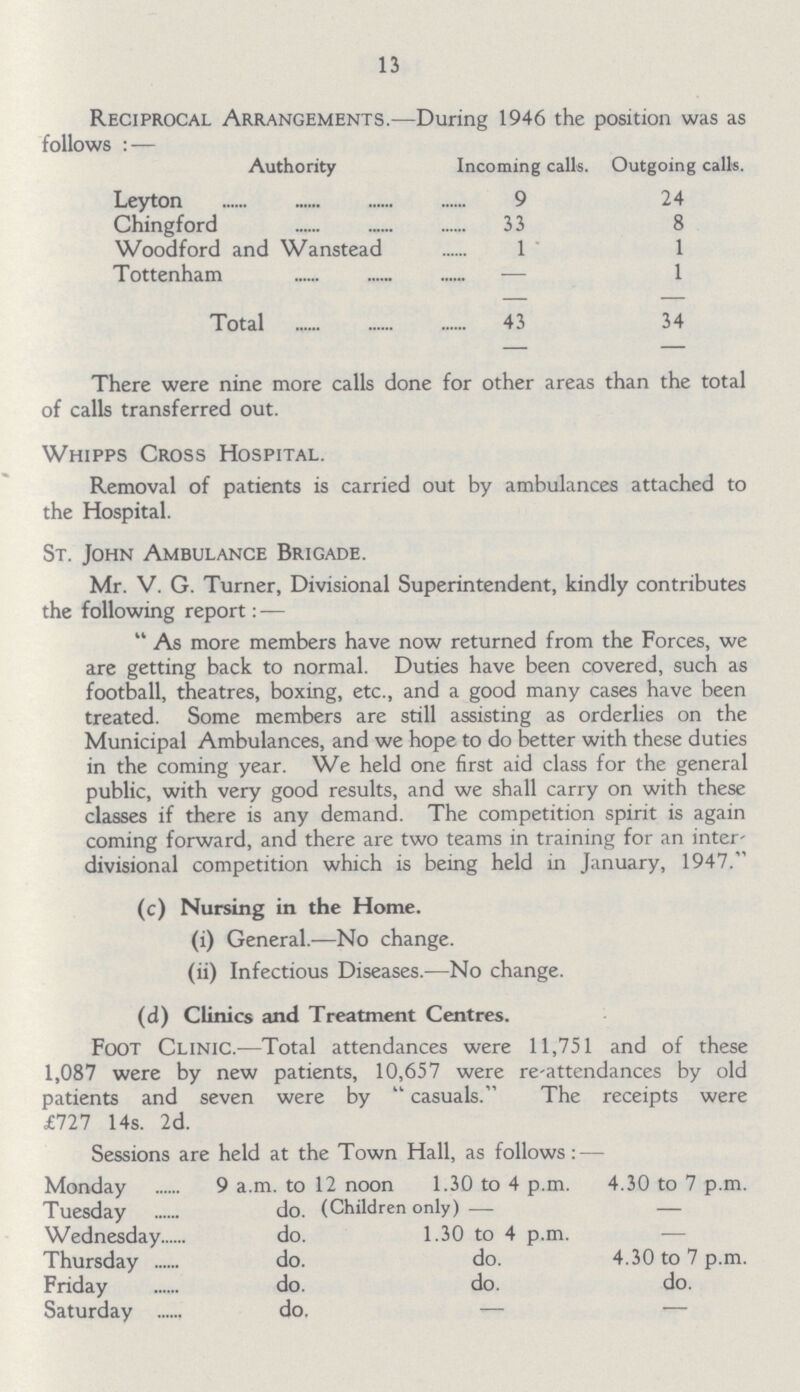 13
RECIPROCAL ARRANGEMENTS.—During 1946 the position was as
follows :—
Authority Incoming calls. Outgoing calls.
Leyton ...... ...... ...... ...... 9 24
Chingford ...... ...... ...... 33 8
Woodford and Wanstead ...... 1 1
Tottenham ...... ...... ...... — 1
— —
Total ...... ...... ...... 43 34
— —
There were nine more calls done for other areas than the total
of calls transferred out.
WHIPPS CROSS HOSPITAL.
Removal of patients is carried out by ambulances attached to
the Hospital.
ST. JOHN AMBULANCE BRIGADE.
Mr. V. G. Turner, Divisional Superintendent, kindly contributes
the following report :—
" As more members have now returned from the Forces, we
are getting back to normal. Duties have been covered, such as
football, theatres, boxing, etc., and a good many cases have been
treated. Some members are still assisting as orderlies on the
Municipal Ambulances, and we hope to do better with these duties
in the coming year. We held one first aid class for the general
public, with very good results, and we shall carry on with these
classes if there is any demand. The competition spirit is again
coming forward, and there are two teams in training for an inter-
divisional competition which is being held in January, 1947."
(c) Nursing in the Home.
(i) General.—No change.
(ii) Infectious Diseases.—No change.
(d) Clinics and Treatment Centres.
FOOT CLINIC.—Total attendances were 11,751 and of these
1,087 were by new patients, 10,657 were re-attendances by old
patients and seven were by " casuals." The receipts were
£727 14s. 2d.
Sessions are held at the Town Hall, as follows :—
Monday ...... 9 a.m. to 12 noon 1.30 to 4 p.m. 4.30 to 7 p.m.
Tuesday ...... do. (Children only) — —
Wednesday...... do. 1.30 to 4 p.m. —
Thursday ...... do. do. 4.30 to 7 p.m.
Friday ...... do. do. do.
Saturday ...... do. — —